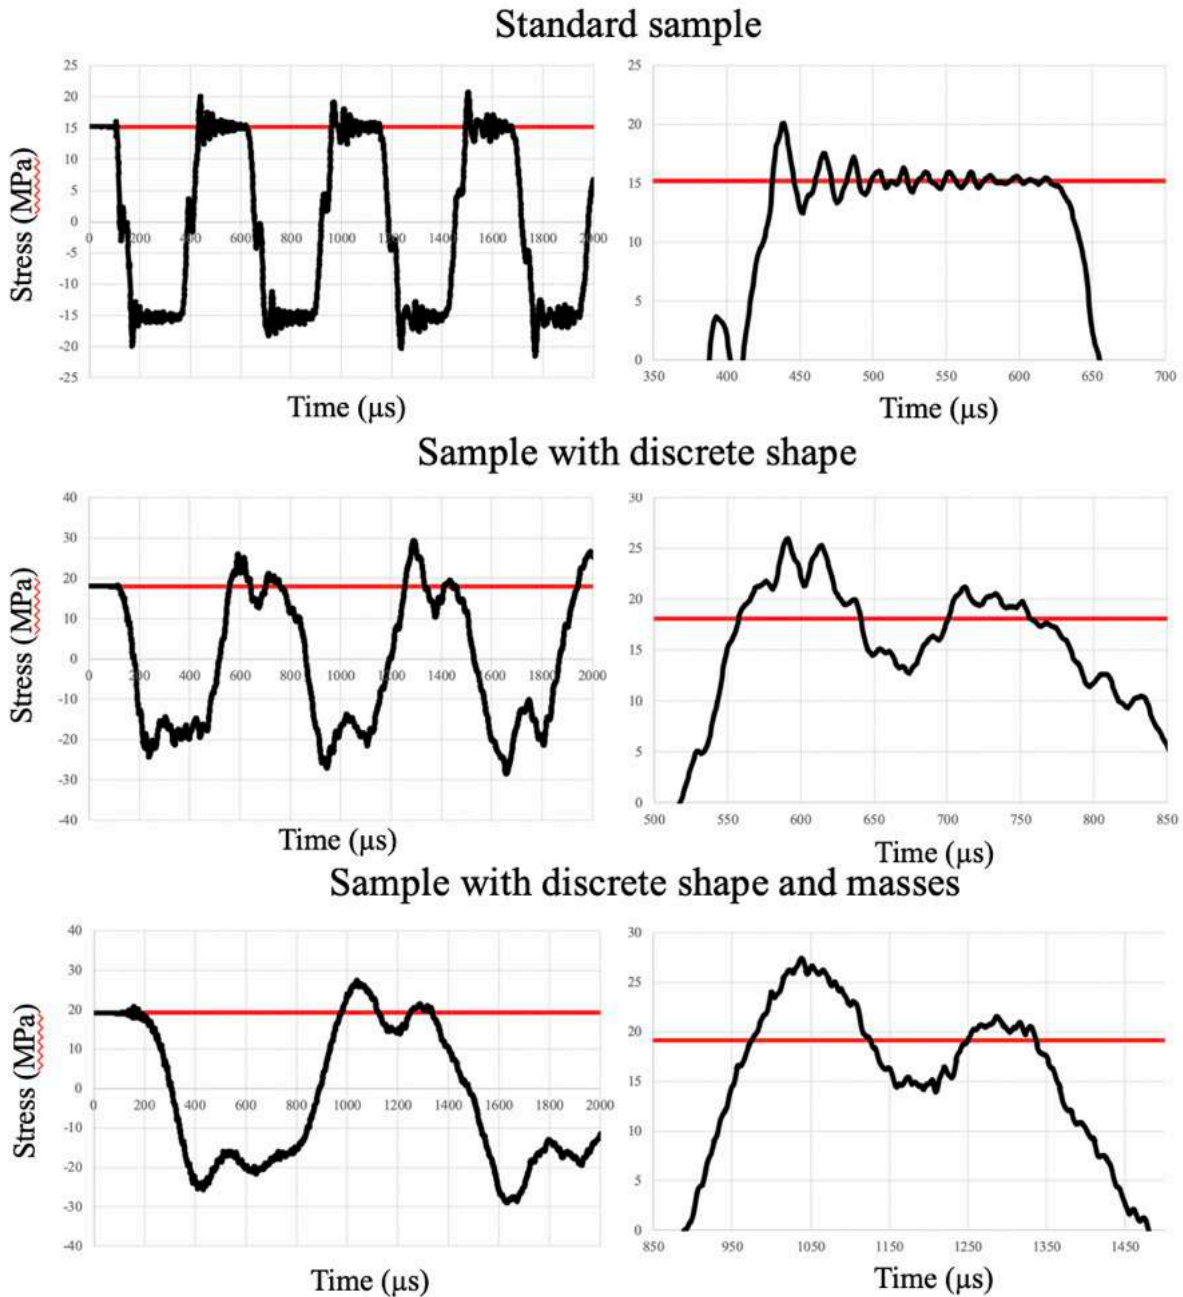 Standard sample
25
20
15
10
5
0
-5
-10
-15
-20
-25
0 200 400 600 800 1000 1200 1400 1600 1800 2000
Stress (MPa)
Time (μs)
25
20
15
10
5
0
350 400 450 500 550 600 650 700
Time (μs)
Sample with discrete shape
40
30
20
10
0
-10
-20
-30
-40
0 200 400 600 800 1000 1200 1400 1600 1800 2000
Stress (MPa)
Time (μs)
30
25
20
15
10
5
0
500 550 600 650 700 750 800 850
Time (μs)
Sample with discrete shape and masses
40
30
20
10
0
-10
-20
-30
-40
0 200 400 600 800 1000 1200 1400 1600 1800 2000
Stress (MPa)
Time (μs)
30
25
20
15
10
5
0
850 950 1050 1150 1250 1350 1450
Time (μs)